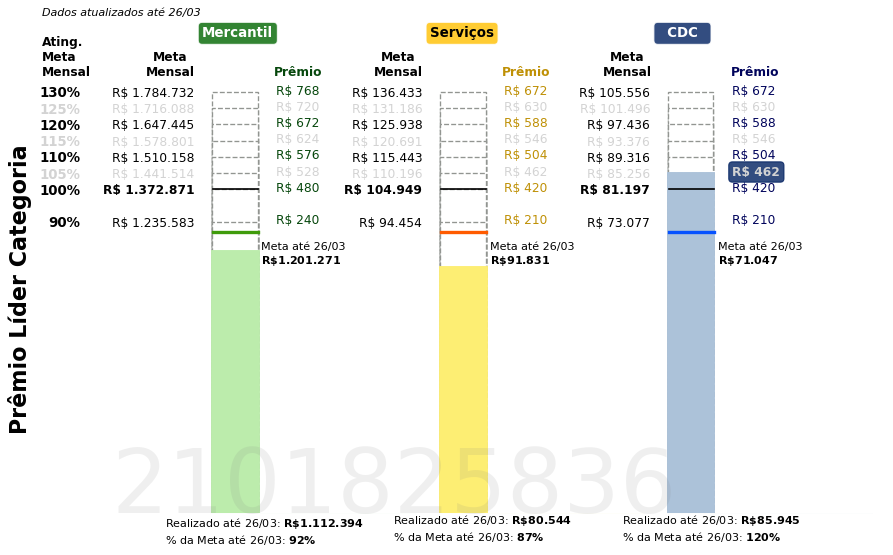 Dados atualizados até 26/03
Mercantil Serviços CDC
Ating. Meta Mensal Meta Mensal Prêmio Meta Mensal Prêmio Meta Mensal Prêmio
130% R$ 1.784.732 R$ 768 R$ 136.433 R$ 672 R$ 105.556 R$ 672
125% R$ 1.716.088 R$ 720 R$ 131.186 R$ 630 R$ 101.496 R$ 630
120% R$ 1.647.445 R$ 672 R$ 125.938 R$ 588 R$ 97.436 R$ 588
115% R$ 1.578.801 R$ 624 R$ 120.691 R$ 546 R$ 93.376 R$ 546
110% R$ 1.510.158 R$ 576 R$ 115.443 R$ 504 R$ 89.316 R$ 504
105% R$ 1.441.514 R$ 528 R$ 110.196 R$ 462 R$ 85.256 R$ 462
100% R$ 1.372.871 R$ 480 R$ 104.949 R$ 420 R$ 81.197 R$ 420
90% R$ 1.235.583 R$ 240 R$ 94.454 R$ 210 R$ 73.077 R$ 210
Meta até 26/03 Meta até 26/03 Meta até 26/03
R$1.201.271 R$91.831 R$71.047
Prêmio Líder Categoria
2101825836
Realizado até 26/03: R$1.112.394 Realizado até 26/03: R$80.544 Realizado até 26/03: R$85.945
% da Meta até 26/03: 92% % da Meta até 26/03: 87% % da Meta até 26/03: 120%